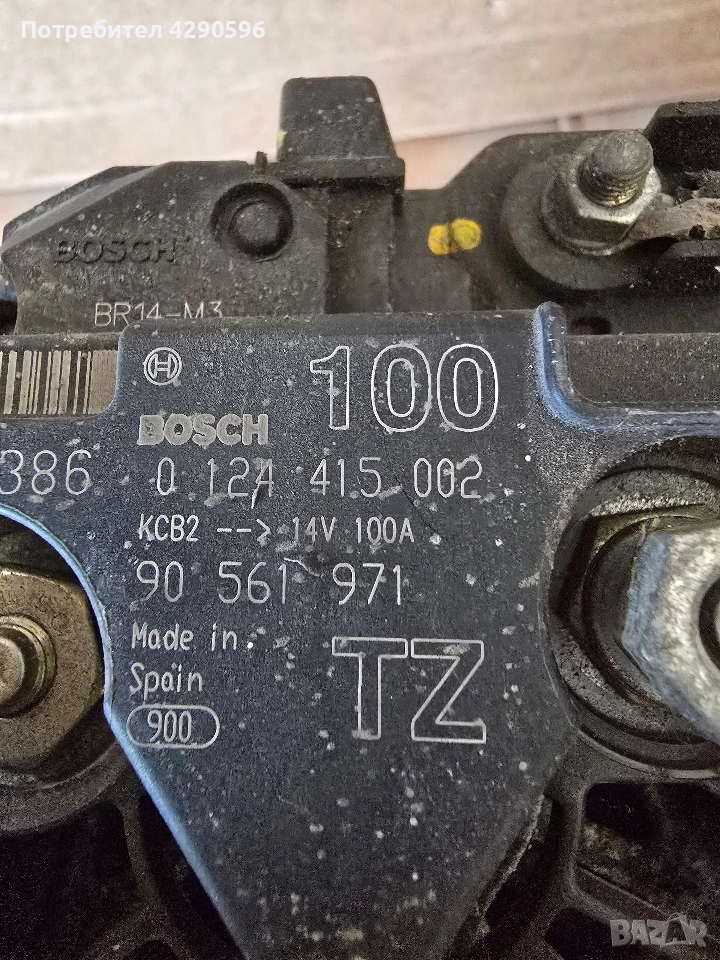 Потребител 4290596
BOSCH
BR14-M3
100
BOSCH
386 0 124 415 002
KCB2 --> 14V 100A
90 561 971
Made in
Spain
TZ
900
BAZAR